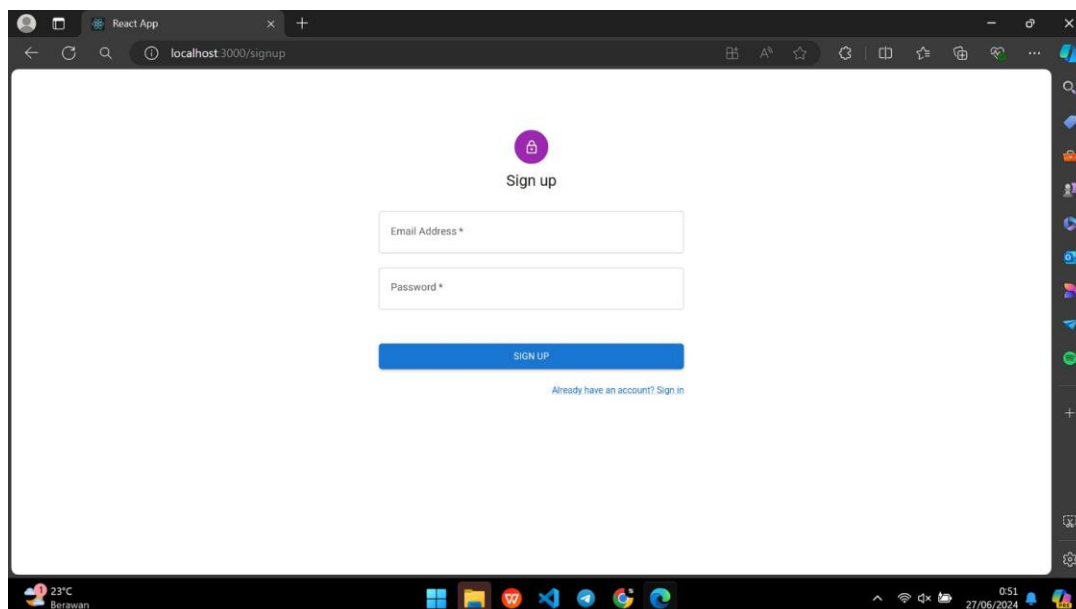 React App
localhost:3000/signup
Sign up
Email Address *
Password *
SIGN UP
Already have an account? Sign in
1
23°C
Berawan
0:51
27/06/2024